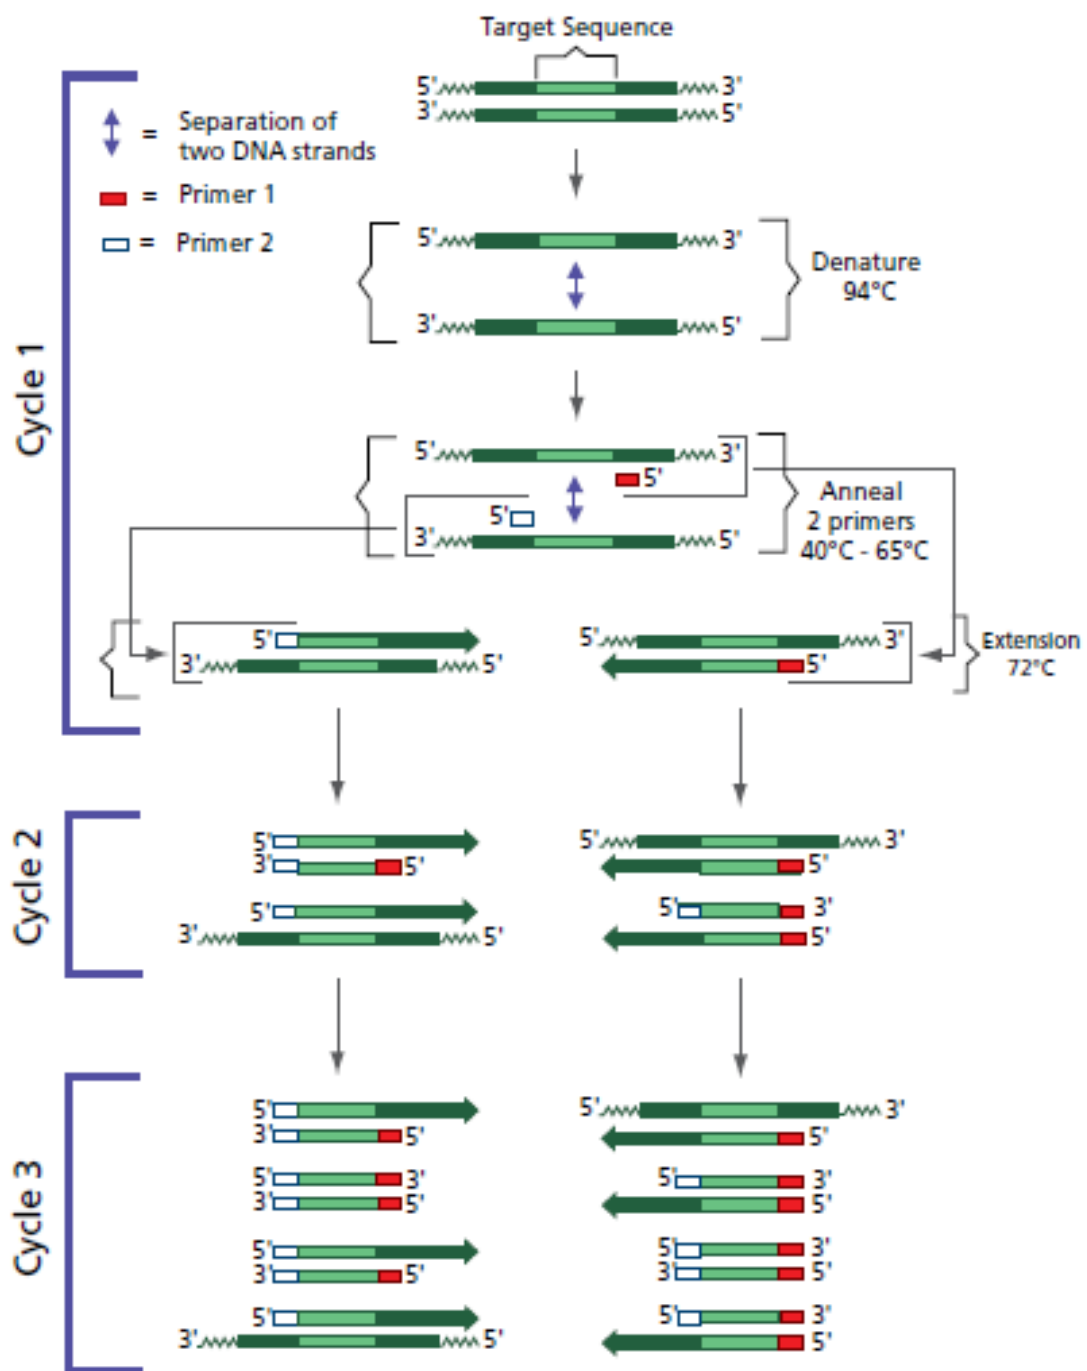 Target Sequence
5' 3'
3' 5'
= Separation of
two DNA strands
= Primer 1
= Primer 2
5' 3'
Denature
94°C
3' 5'
Cycle 1
5' 3'
5'
Anneal
2 primers
40°C - 65°C
5'
3' 5'
5' 5' 3'
3' 5' 5'
Extension
72°C
Cycle 2
5' 5' 3'
3' 5' 5'
5' 5' 3'
3' 5' 5'
Cycle 3
5' 5' 3'
3' 5' 5'
5' 3' 5' 3'
3' 5' 5'
5' 5' 3'
3' 5' 3' 5'
5' 5' 3'
3' 5' 5'